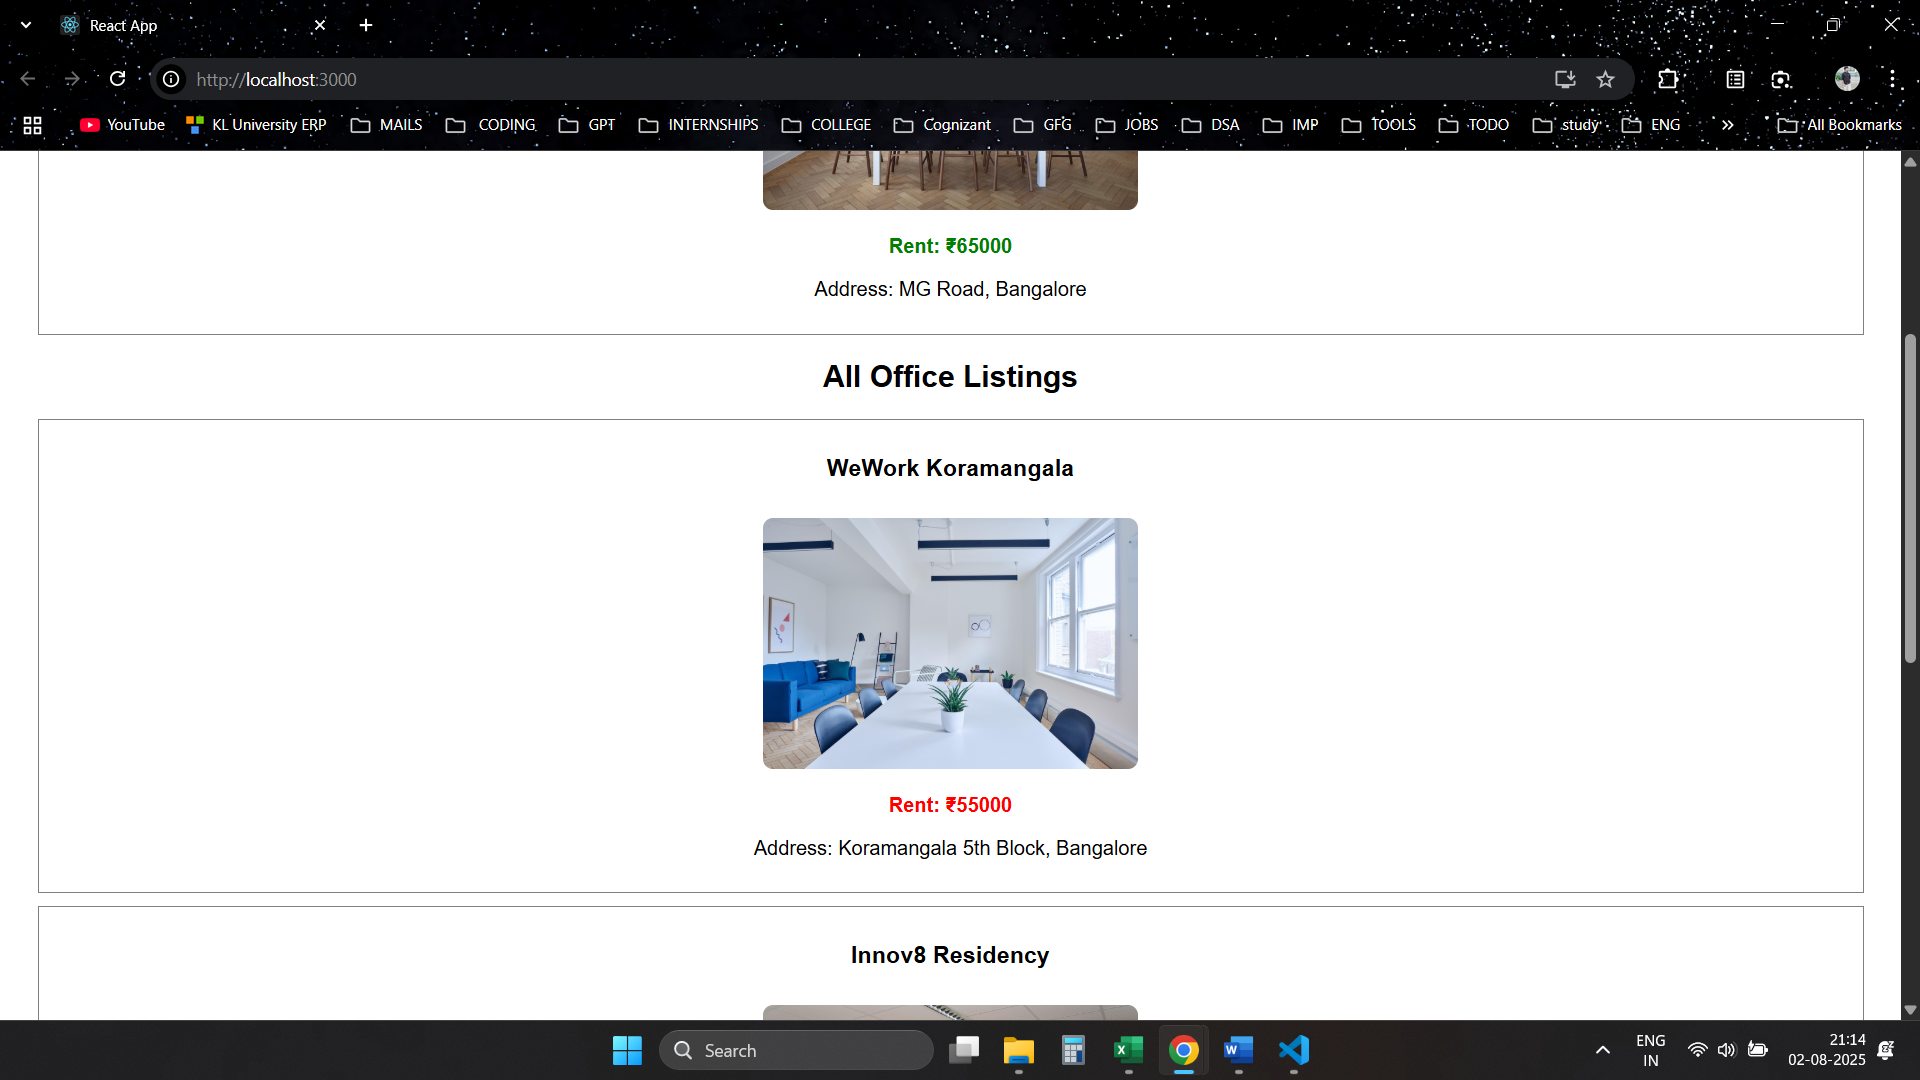 React App
http://localhost:3000
YouTube
KL University ERP
MAILS
CODING
GPT
INTERNSHIPS
COLLEGE
Cognizant
GFG
JOBS
DSA
IMP
TOOLS
TODO
study
ENG
All Bookmarks
Rent: ₹65000
Address: MG Road, Bangalore
All Office Listings
WeWork Koramangala
Rent: ₹55000
Address: Koramangala 5th Block, Bangalore
Innov8 Residency
Search
ENG
IN
21:14
02-08-2025